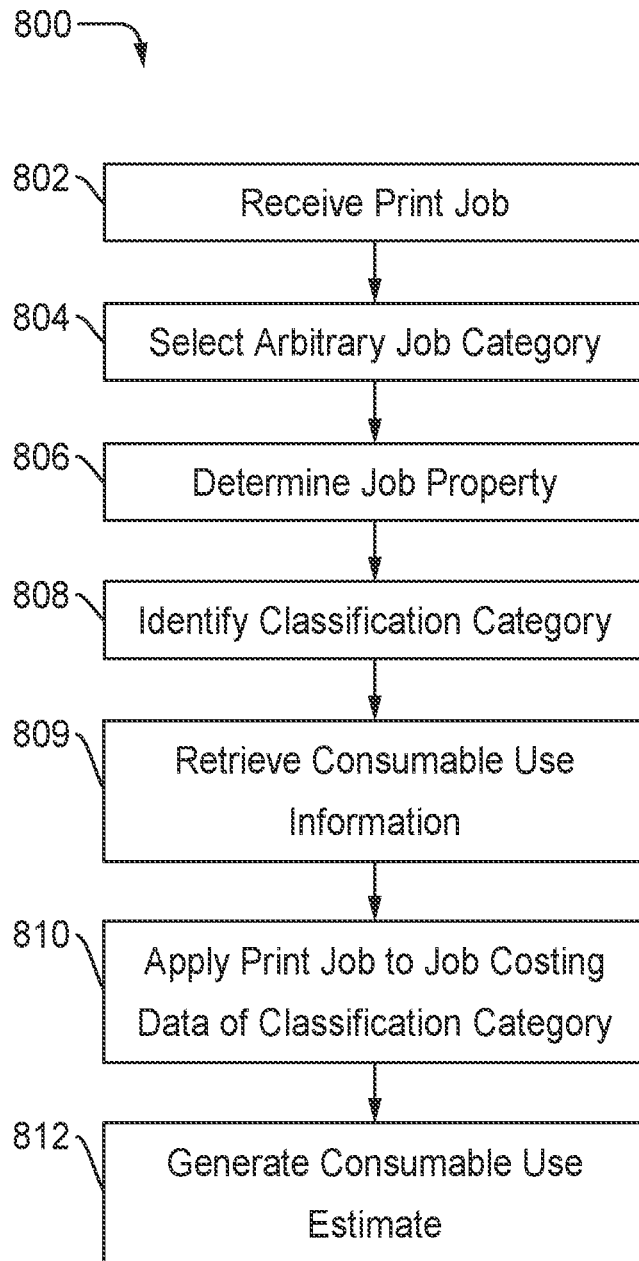 800
802
Receive Print Job
804
Select Arbitrary Job Category
806
Determine Job Property
808
Identify Classification Category
809
Retrieve Consumable Use
Information
810
Apply Print Job to Job Costing
Data of Classification Category
812
Generate Consumable Use
Estimate